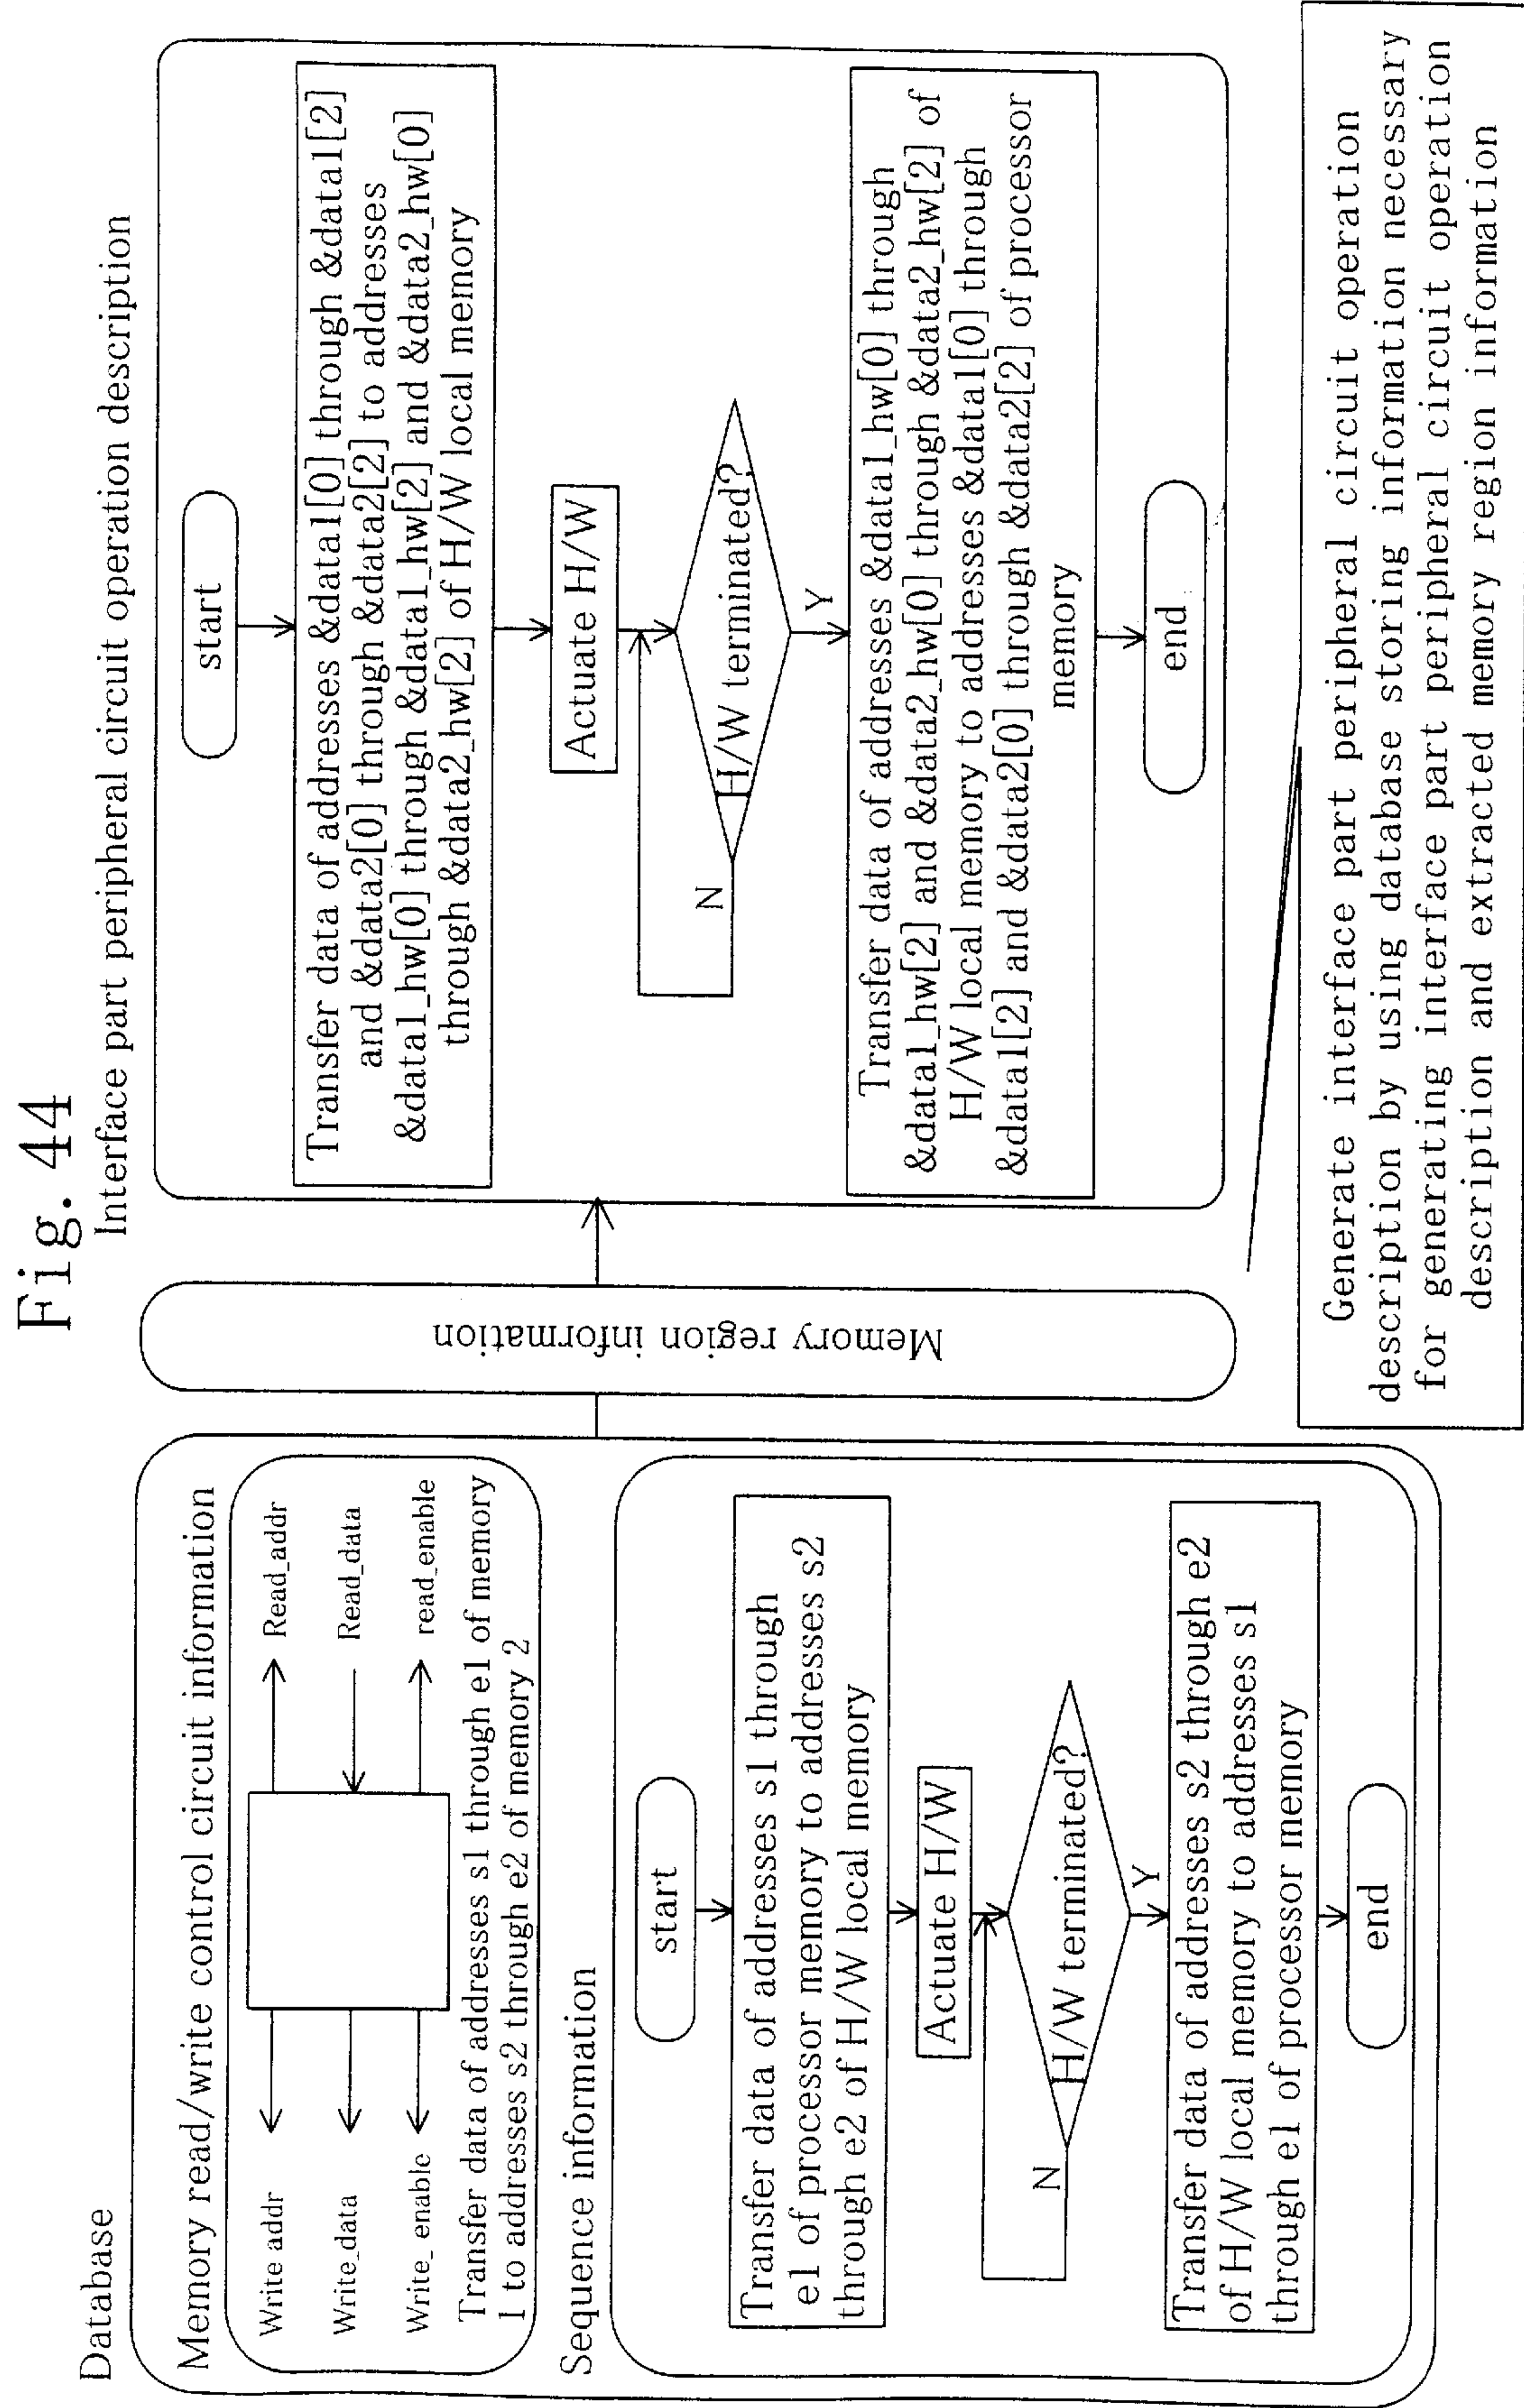 Fig. 44
Database
Memory read/write control circuit information
Write addr
Read_addr
Write_data
Read_data
Write_ enable
read_enable
Transfer data of addresses s1 through e1 of memory
1 to addresses s2 through e2 of memory 2
Sequence information
start
Transfer data of addresses s1 through
e1 of processor memory to addresses s2
through e2 of H/W local memory
Actuate H/W
H/W terminated?
N
Y
Transfer data of addresses s2 through e2
of H/W local memory to addresses s1
through e1 of processor memory
end
Memory region information
Interface part peripheral circuit operation description
start
Transfer data of addresses &data1[0] through &data1[2]
and &data2[0] through &data2[2] to addresses
&data1_hw[0] through &data1_hw[2] and &data2_hw[0]
through &data2_hw[2] of H/W local memory
Actuate H/W
H/W terminated?
N
Y
Transfer data of addresses &data1_hw[0] through
&data1_hw[2] and &data2_hw[0] through &data2_hw[2] of
H/W local memory to addresses &data1[0] through
&data1[2] and &data2[0] through &data2[2] of processor
memory
end
Generate interface part peripheral circuit operation
description by using database storing information necessary
for generating interface part peripheral circuit operation
description and extracted memory region information